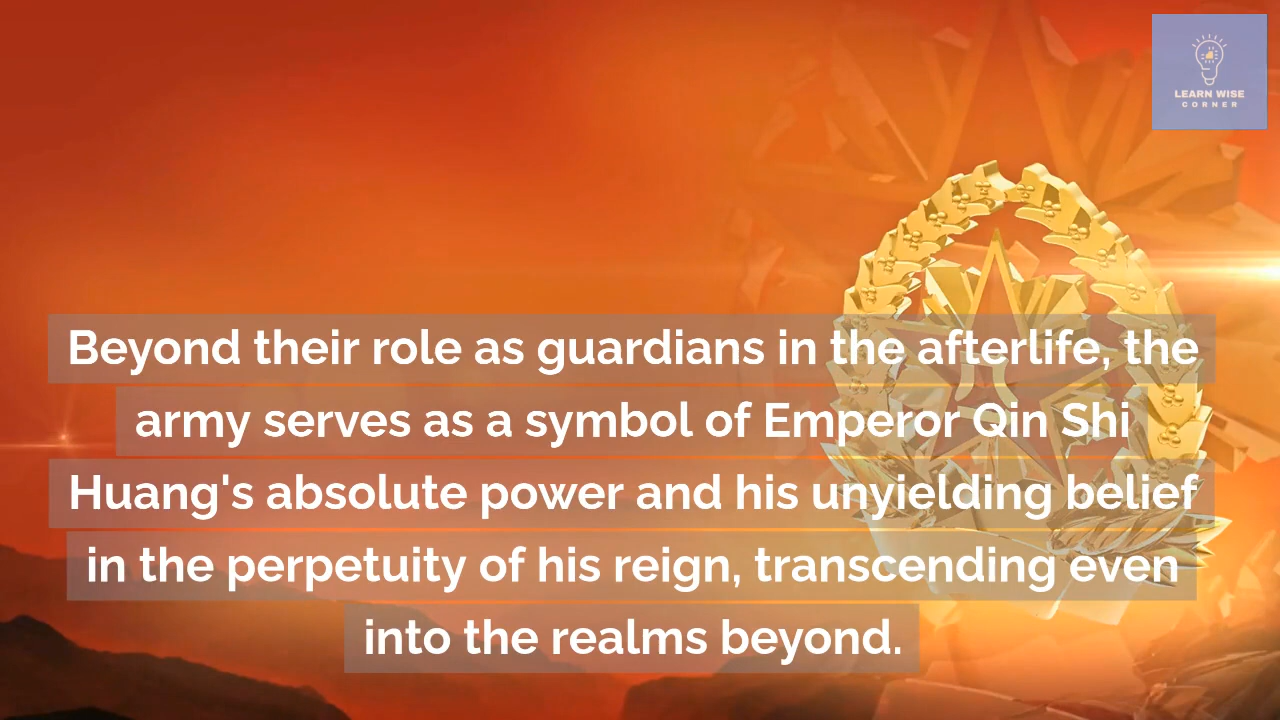 LEARN WISE
CORNER
Beyond their role as guardians in the afterlife, the
army serves as a symbol of Emperor Qin Shi
Huang's absolute power and his unyielding belief
in the perpetuity of his reign, transcending even
into the realms beyond.